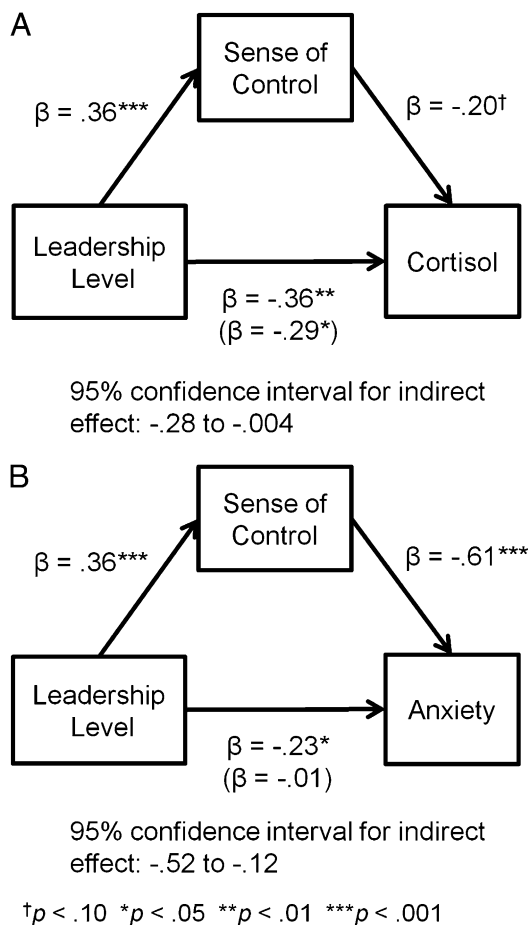 A
Sense of
Control
β = .36***
β = -.20†
Leadership
Level
Cortisol
β = -.36**
(β = -.29*)
95% confidence interval for indirect
effect: -.28 to -.004
B
Sense of
Control
β = .36***
β = -.61***
Leadership
Level
Anxiety
β = -.23*
(β = -.01)
95% confidence interval for indirect
effect: -.52 to -.12
†p < .10 *p < .05 **p < .01 ***p < .001